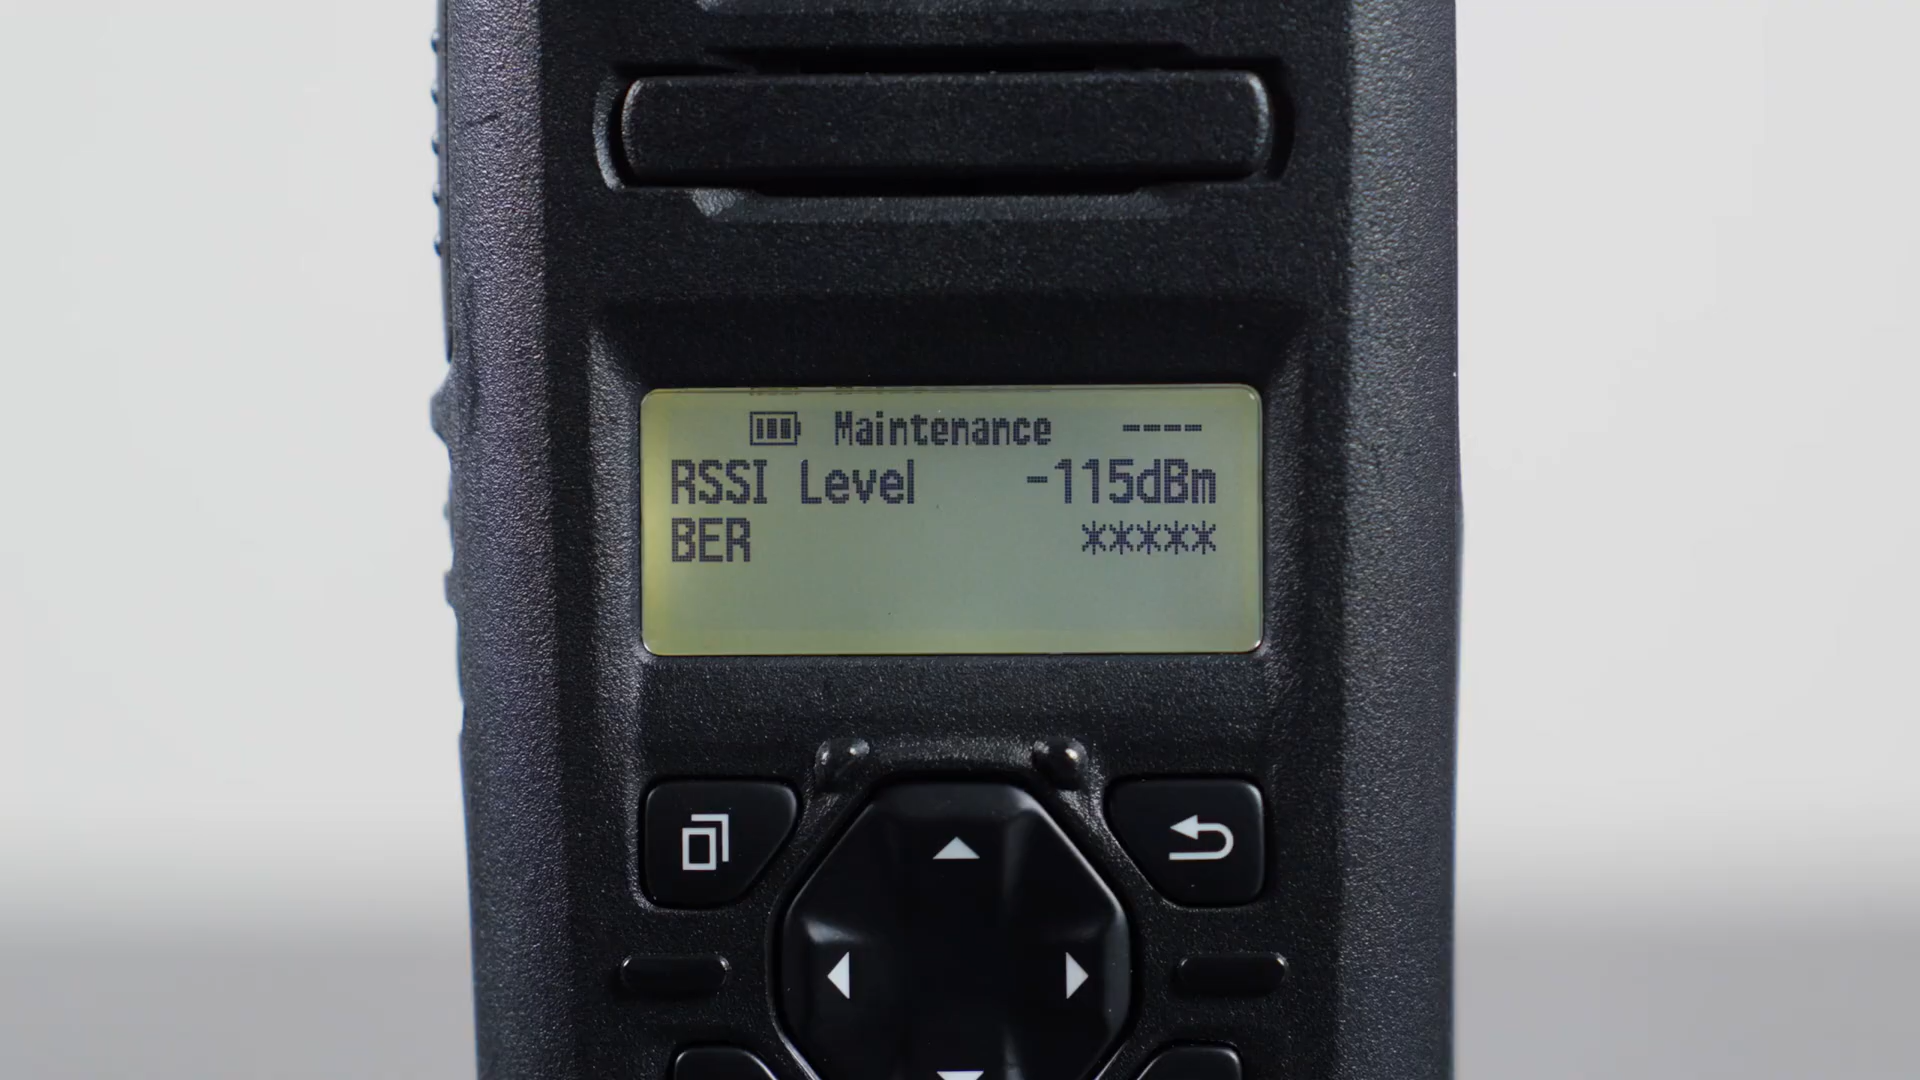 Maintenance ----
RSSI Level -115dBm
BER *****